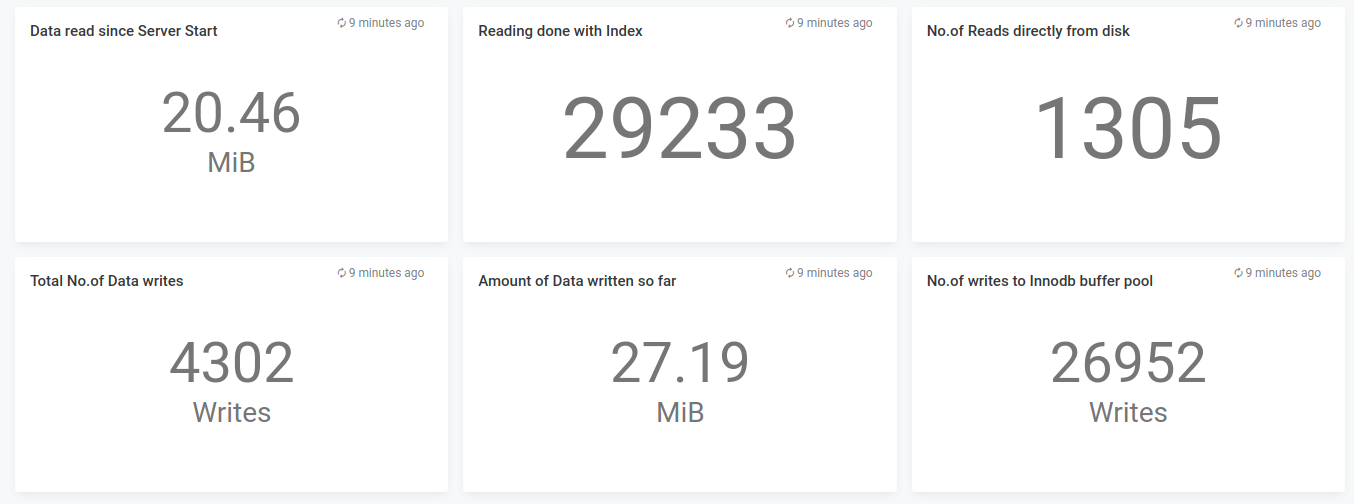 Data read since Server Start
9 minutes ago
20.46
MiB
Reading done with Index
9 minutes ago
29233
No.of Reads directly from disk
9 minutes ago
1305
Total No.of Data writes
9 minutes ago
4302
Writes
Amount of Data written so far
9 minutes ago
27.19
MiB
No.of writes to Innodb buffer pool
9 minutes ago
26952
Writes